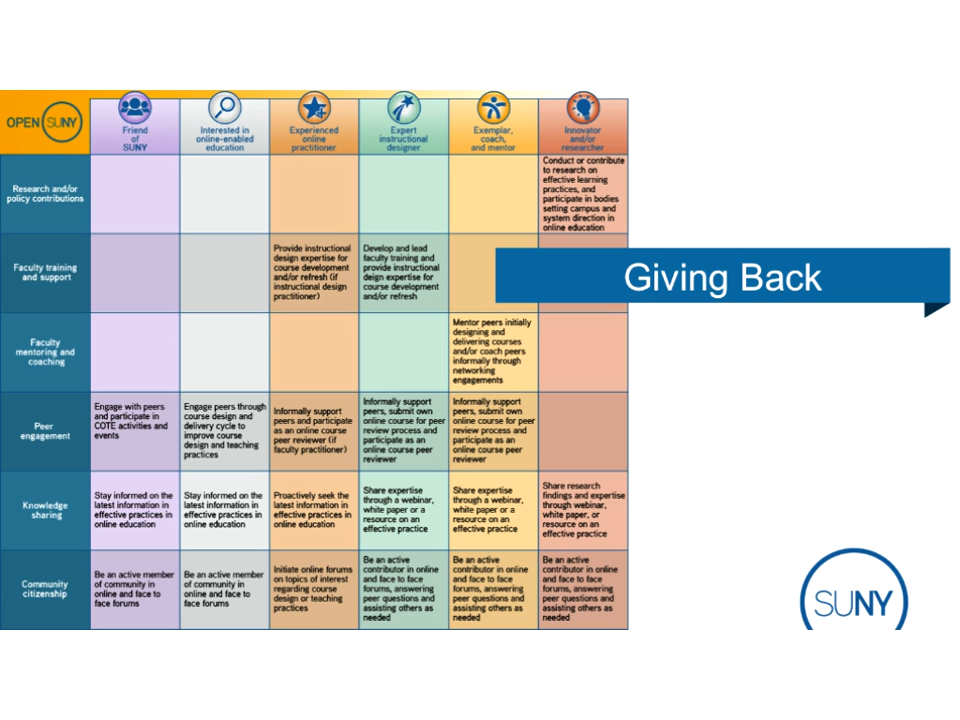 OPEN SUNY
Friend
of
SUNY
Interested in
online-enabled
education
Experienced
online
practitioner
Expert
instructional
designer
Exemplar,
coach,
and mentor
Innovator
and/or
researcher
Research and/or
policy contributions
Conduct or contribute
to research on
effective learning
practices, and
participate in bodies
setting campus and
system direction in
online education
Faculty training
and support
Provide instructional
design expertise for
course development
and/or refresh (if
instructional design
practitioner)
Develop and lead
faculty training and
provide instructional
deign expertise for
course development
and/or refresh
Giving Back
Faculty
mentoring and
coaching
Mentor peers initially
designing and
delivering courses
and/or coach peers
informally through
networking
engagements
Peer
engagement
Engage with peers
and participate in
COTE activities and
events
Engage peers through
course design and
delivery cycle to
improve course
design and teaching
practices
Informally support
peers and participate
as an online course
peer reviewer (if
faculty practitioner)
Informally support
peers, submit own
online course for peer
review process and
participate as an
online course peer
reviewer
Informally support
peers, submit own
online course for peer
review process and
participate as an
online course peer
reviewer
Knowledge
sharing
Stay informed on the
latest information in
effective practices in
online education
Stay informed on the
latest information in
effective practices in
online education
Proactively seek the
latest information in
effective practices in
online education
Share expertise
through a webinar,
white paper or a
resource on an
effective practice
Share expertise
through a webinar,
white paper or a
resource on an
effective practice
Share research
findings and expertise
through webinar,
white paper, or
resource on an
effective practice
Community
citizenship
Be an active member
of community in
online and face to
face forums
Be an active member
of community in
online and face to
face forums
Initiate online forums
on topics of interest
regarding course
design or teaching
practices
Be an active
contributor in online
and face to face
forums, answering
peer questions and
assisting others as
needed
Be an active
contributor in online
and face to face
forums, answering
peer questions and
assisting others as
needed
Be an active
contributor in online
and face to face
forums, answering
peer questions and
assisting others as
needed
SUNY